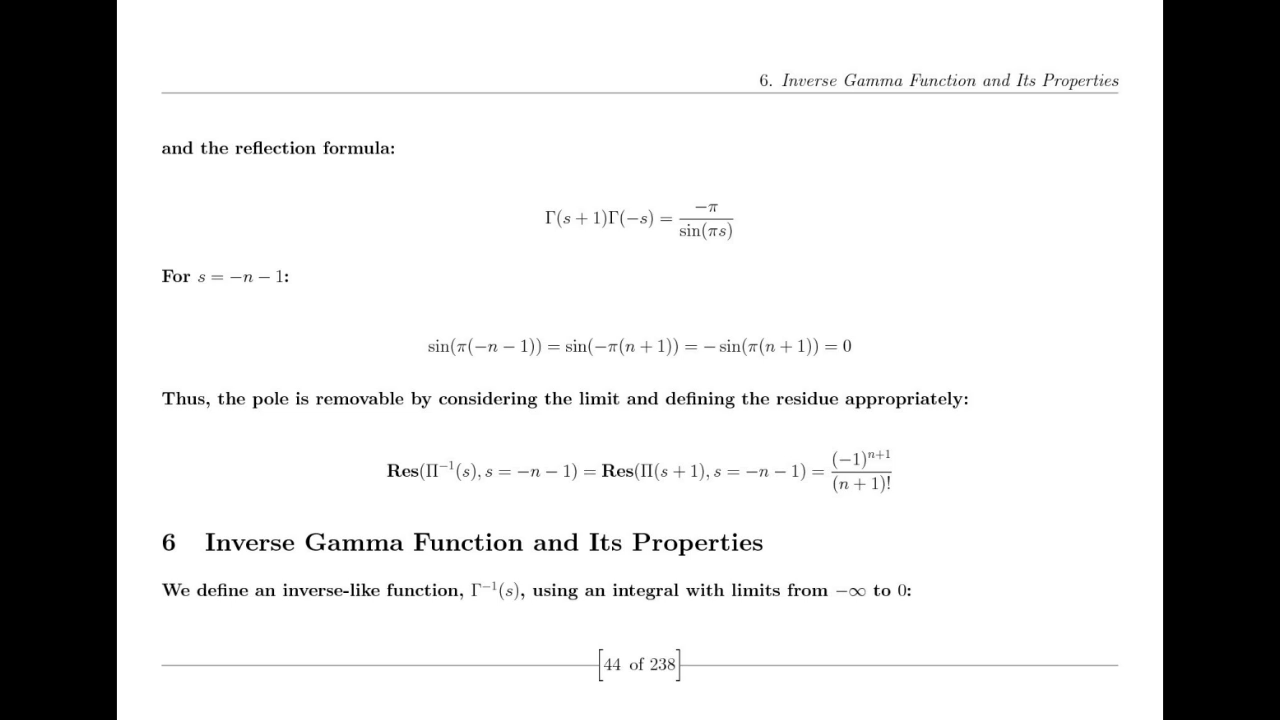 6. Inverse Gamma Function and Its Properties
and the reflection formula:
Γ(s + 1)Γ(−s) = −π / sin(πs)
For s = −n − 1:
sin(π(−n − 1)) = sin(−π(n + 1)) = − sin(π(n + 1)) = 0
Thus, the pole is removable by considering the limit and defining the residue appropriately:
Res(Π⁻¹(s), s = −n − 1) = Res(Π(s + 1), s = −n − 1) = (−1)ⁿ⁺¹ / (n + 1)!
6 Inverse Gamma Function and Its Properties
We define an inverse-like function, Γ⁻¹(s), using an integral with limits from −∞ to 0:
[44 of 238]